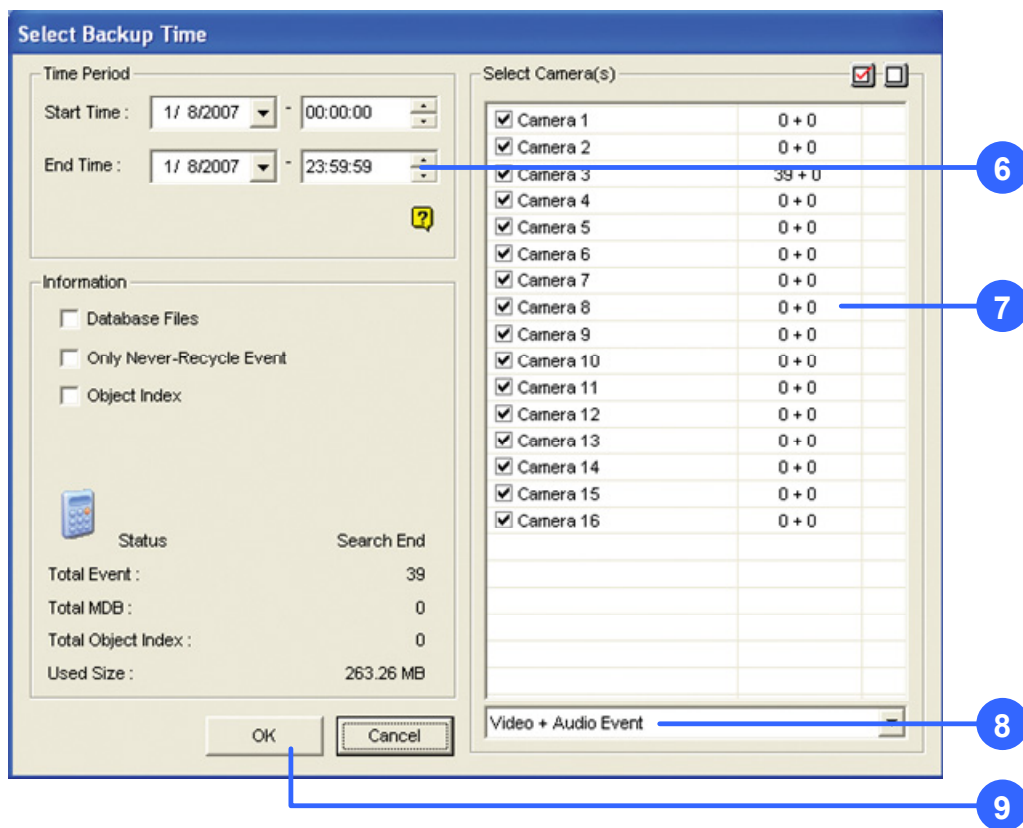 Select Backup Time
Time Period
Start Time : 1/ 8/2007 - 00:00:00
End Time : 1/ 8/2007 - 23:59:59
?
Information
Database Files
Only Never-Recycle Event
Object Index
Status Search End
Total Event : 39
Total MDB : 0
Total Object Index : 0
Used Size : 263.26 MB
OK Cancel
Select Camera(s)
Camera 1 0 + 0
Camera 2 0 + 0
Camera 3 39 + 0
Camera 4 0 + 0
Camera 5 0 + 0
Camera 6 0 + 0
Camera 7 0 + 0
Camera 8 0 + 0
Camera 9 0 + 0
Camera 10 0 + 0
Camera 11 0 + 0
Camera 12 0 + 0
Camera 13 0 + 0
Camera 14 0 + 0
Camera 15 0 + 0
Camera 16 0 + 0
Video + Audio Event
6
7
8
9